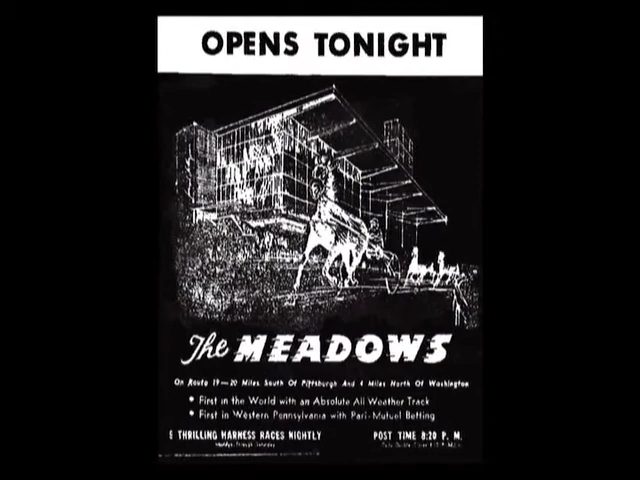 OPENS TONIGHT
The MEADOWS
On Route 19—20 Miles South Of Pittsburgh And 4 Miles North Of Washington
• First in the World with an Absolute All Weather Track
• First in Western Pennsylvania with Pari-Mutuel Betting
THRILLING HARNESS RACES NIGHTLY
POST TIME 8:20 P. M.